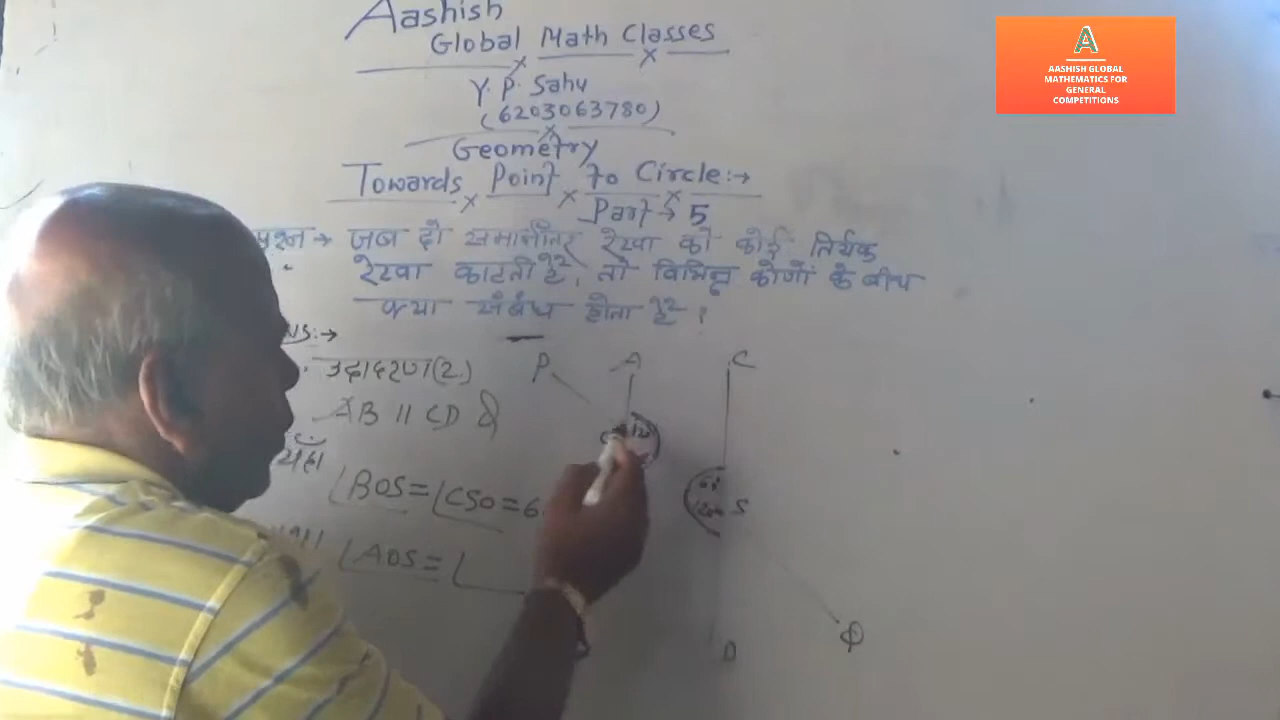 Aashish
Global Math Classes
Y. P. Sahu
(6203063780)
Geometry
Towards Point To Circle:→
Part → 5
प्रश्न → जब दो समानांतर रेखा को कोई तिर्यक
रेखा काटती है, तो विभिन्न कोणों के बीच
क्या संबंध होता है?
NS:→
उदाहरण (2.)
AB || CD
यहाँ
∠BOS = ∠CSO = 6
∠AOS = ∠
P
A
C
S
D
Q
A
AASHISH GLOBAL
MATHEMATICS FOR
GENERAL
COMPETITIONS